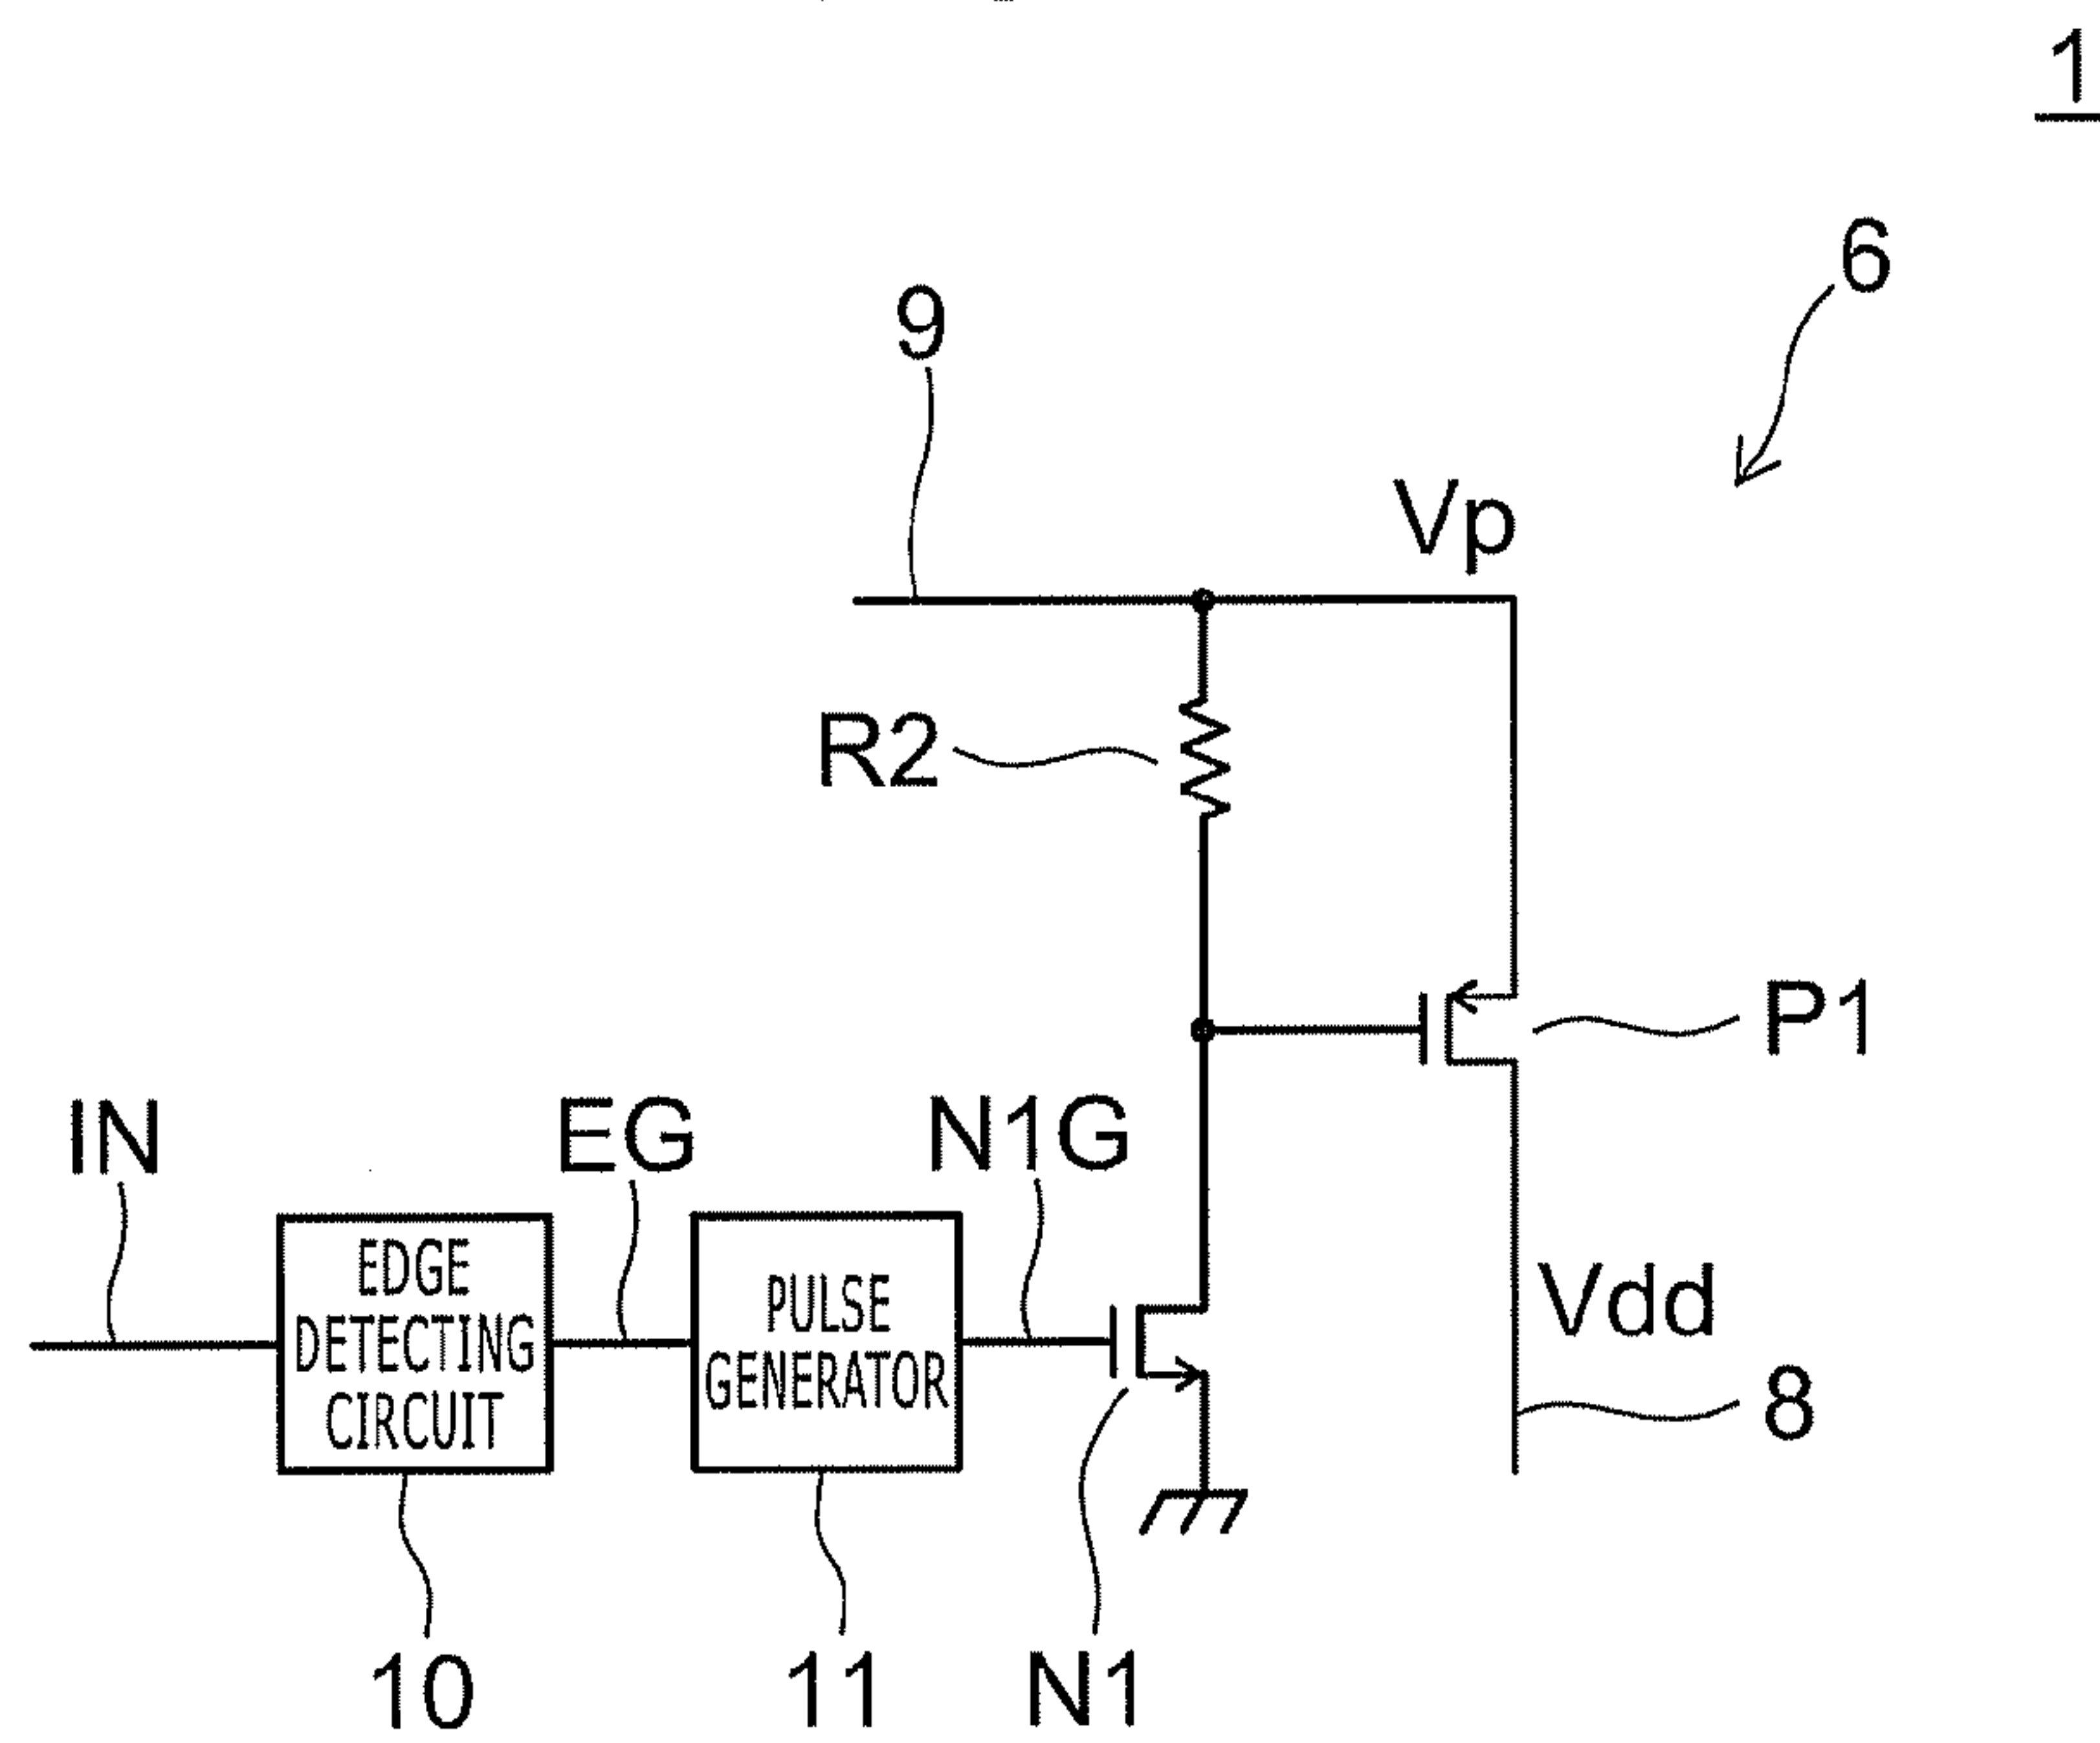 1
6
9
Vp
R2
P1
IN
EG
N1G
EDGE
DETECTING
CIRCUIT
PULSE
GENERATOR
Vdd
8
10
11
N1